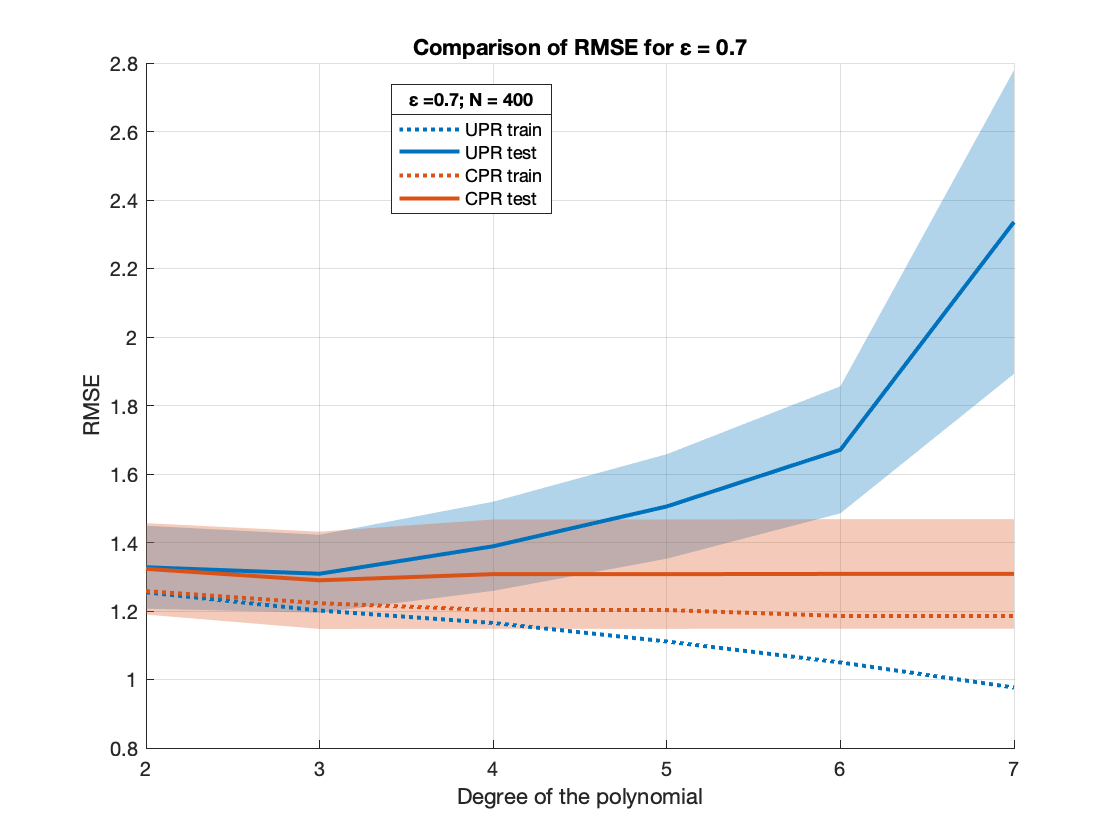 Comparison of RMSE for ε = 0.7
2.8
2.6
2.4
2.2
2
1.8
1.6
1.4
1.2
1
0.8
RMSE
ε =0.7; N = 400
UPR train
UPR test
CPR train
CPR test
2 3 4 5 6 7
Degree of the polynomial